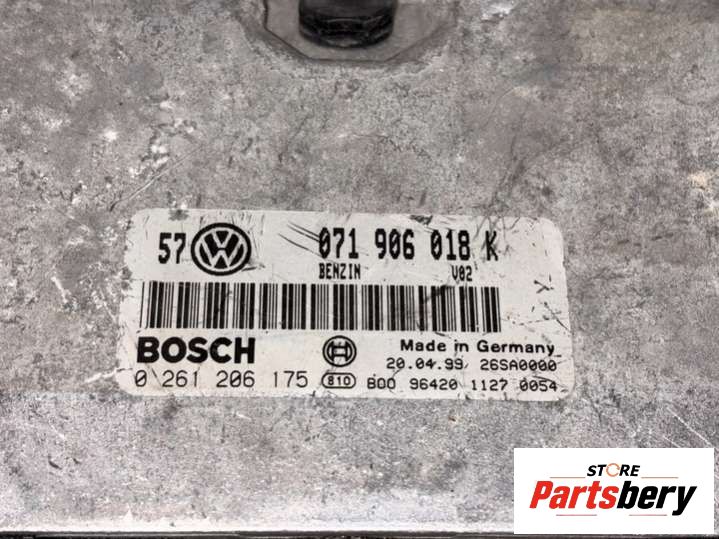 57 VW 071 906 018 K
BENZIN V02
BOSCH Made in Germany
20.04.99 26SA0000
0 261 206 175 810 B00 96420 1127 0054
STORE
Partsbery